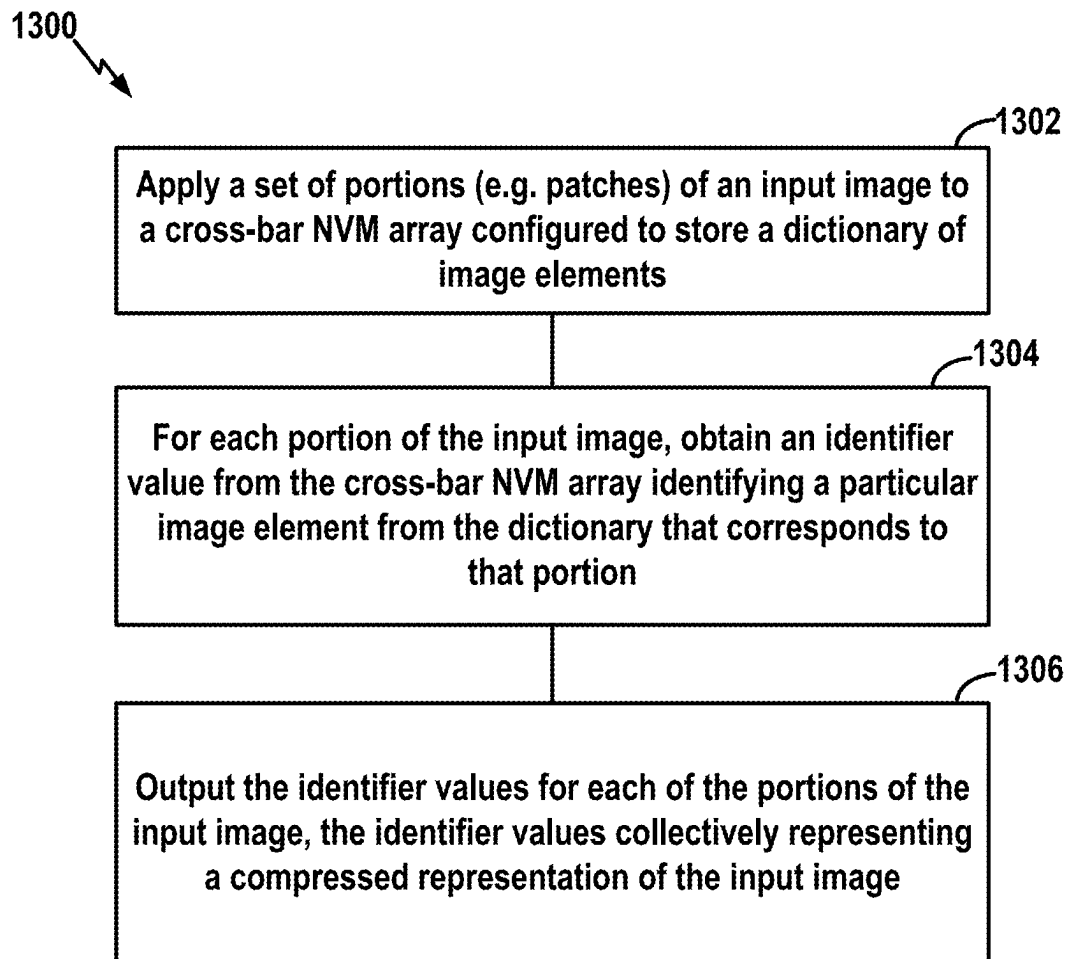 1300
1302
Apply a set of portions (e.g. patches) of an input image to
a cross-bar NVM array configured to store a dictionary of
image elements
1304
For each portion of the input image, obtain an identifier
value from the cross-bar NVM array identifying a particular
image element from the dictionary that corresponds to
that portion
1306
Output the identifier values for each of the portions of the
input image, the identifier values collectively representing
a compressed representation of the input image